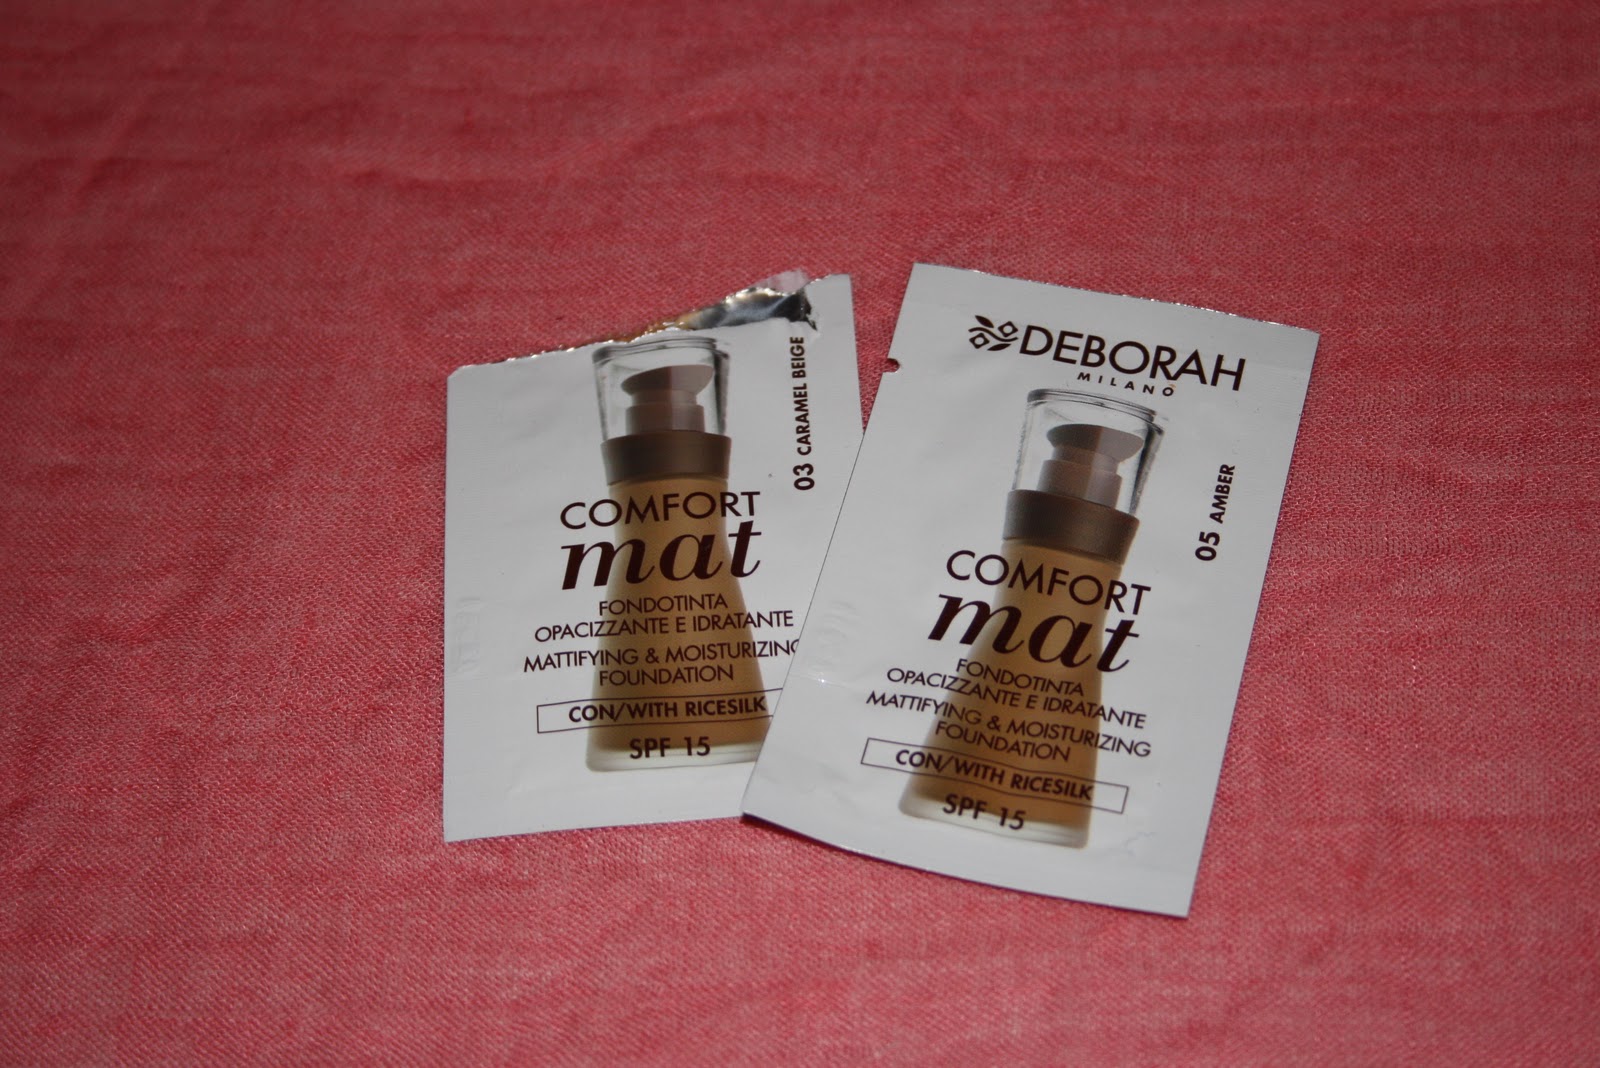 03 CARAMEL BEIGE
COMFORT
mat
FONDOTINTA
OPACIZZANTE E IDRATANTE
MATTIFYING & MOISTURIZING
FOUNDATION
CON/WITH RICESILK
SPF 15
DEBORAH
MILANO
05 AMBER
COMFORT
mat
FONDOTINTA
OPACIZZANTE E IDRATANTE
MATTIFYING & MOISTURIZING
FOUNDATION
CON/WITH RICESILK
SPF 15